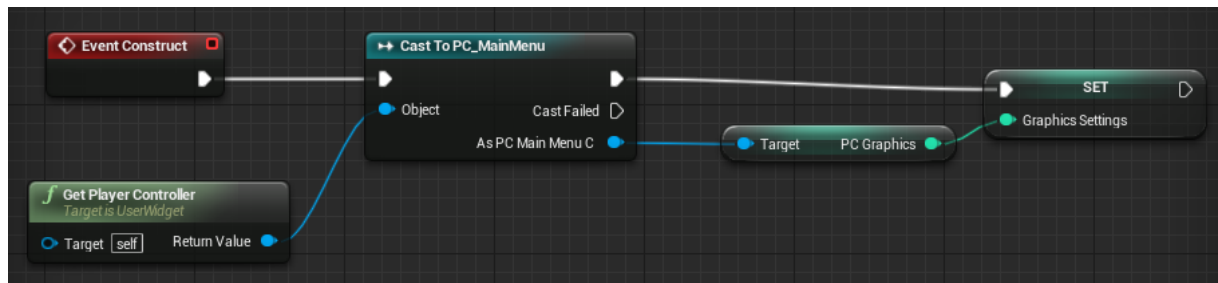 Event Construct
Cast To PC_MainMenu
SET
Object
Cast Failed
Graphics Settings
As PC Main Menu C
Target
PC Graphics
f Get Player Controller
Target is UserWidget
Target self
Return Value